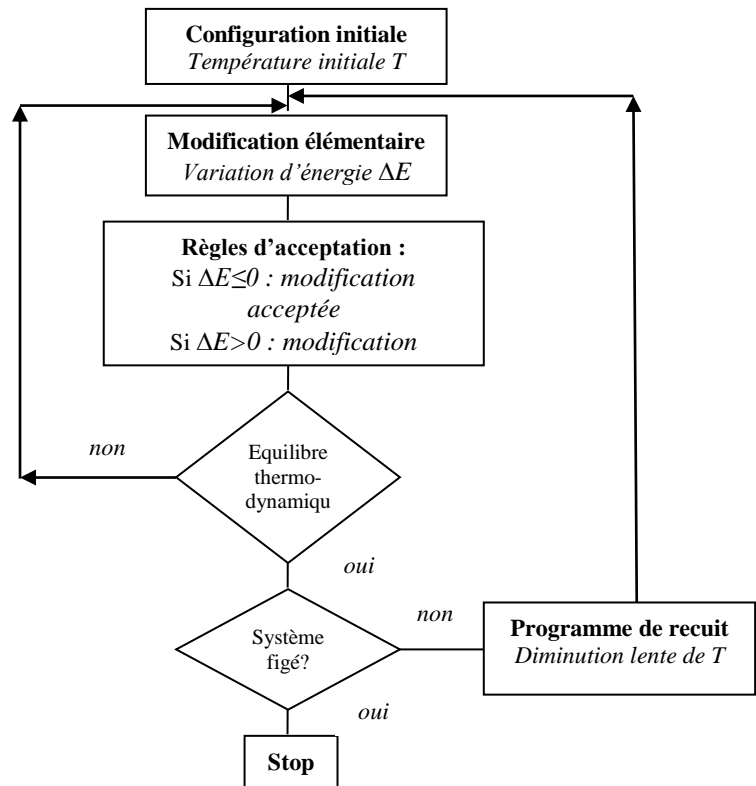 Configuration initiale
Température initiale T
Modification élémentaire
Variation d’énergie ΔE
Règles d’acceptation :
Si ΔE≤0 : modification
acceptée
Si ΔE>0 : modification
non
Equilibre
thermo-
dynamiqu
oui
Système
figé?
non
Programme de recuit
Diminution lente de T
oui
Stop